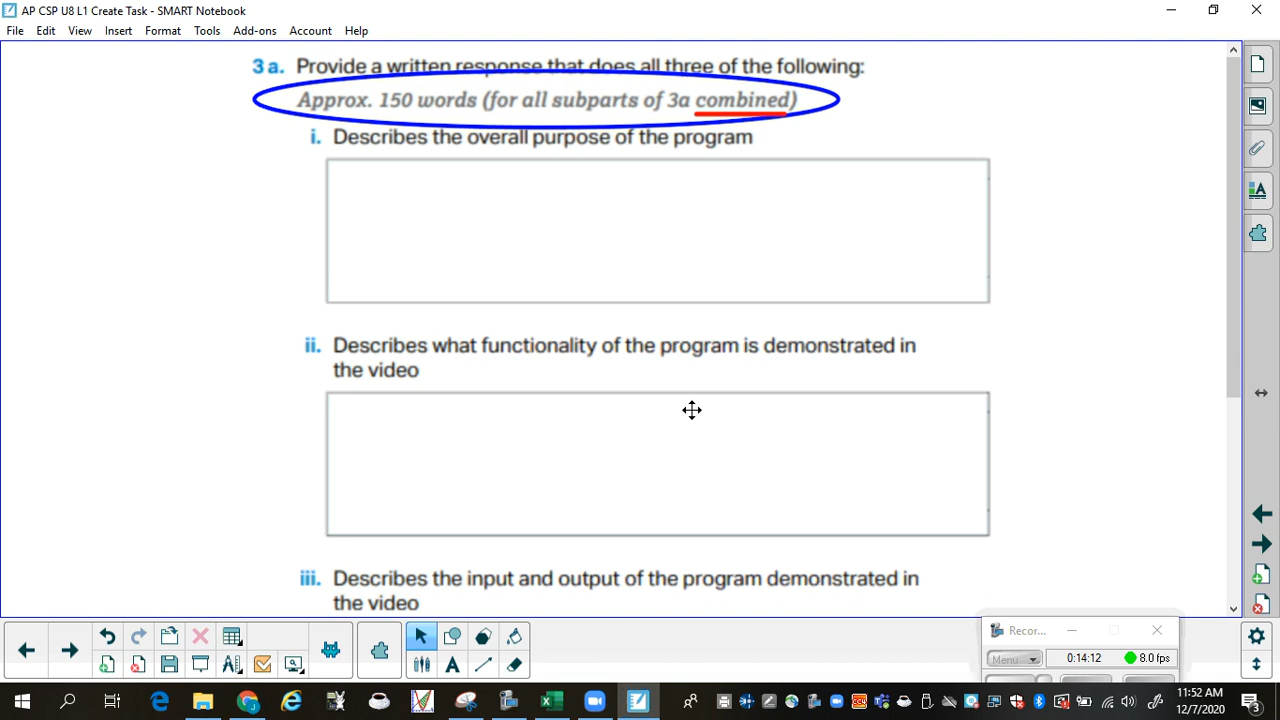 AP CSP U8 L1 Create Task - SMART Notebook
File Edit View Insert Format Tools Add-ons Account Help
3 a. Provide a written response that does all three of the following:
Approx. 150 words (for all subparts of 3a combined)
i. Describes the overall purpose of the program
ii. Describes what functionality of the program is demonstrated in
the video
iii. Describes the input and output of the program demonstrated in
the video
Recor...
Menu 0:14:12 8.0 fps
11:52 AM
12/7/2020